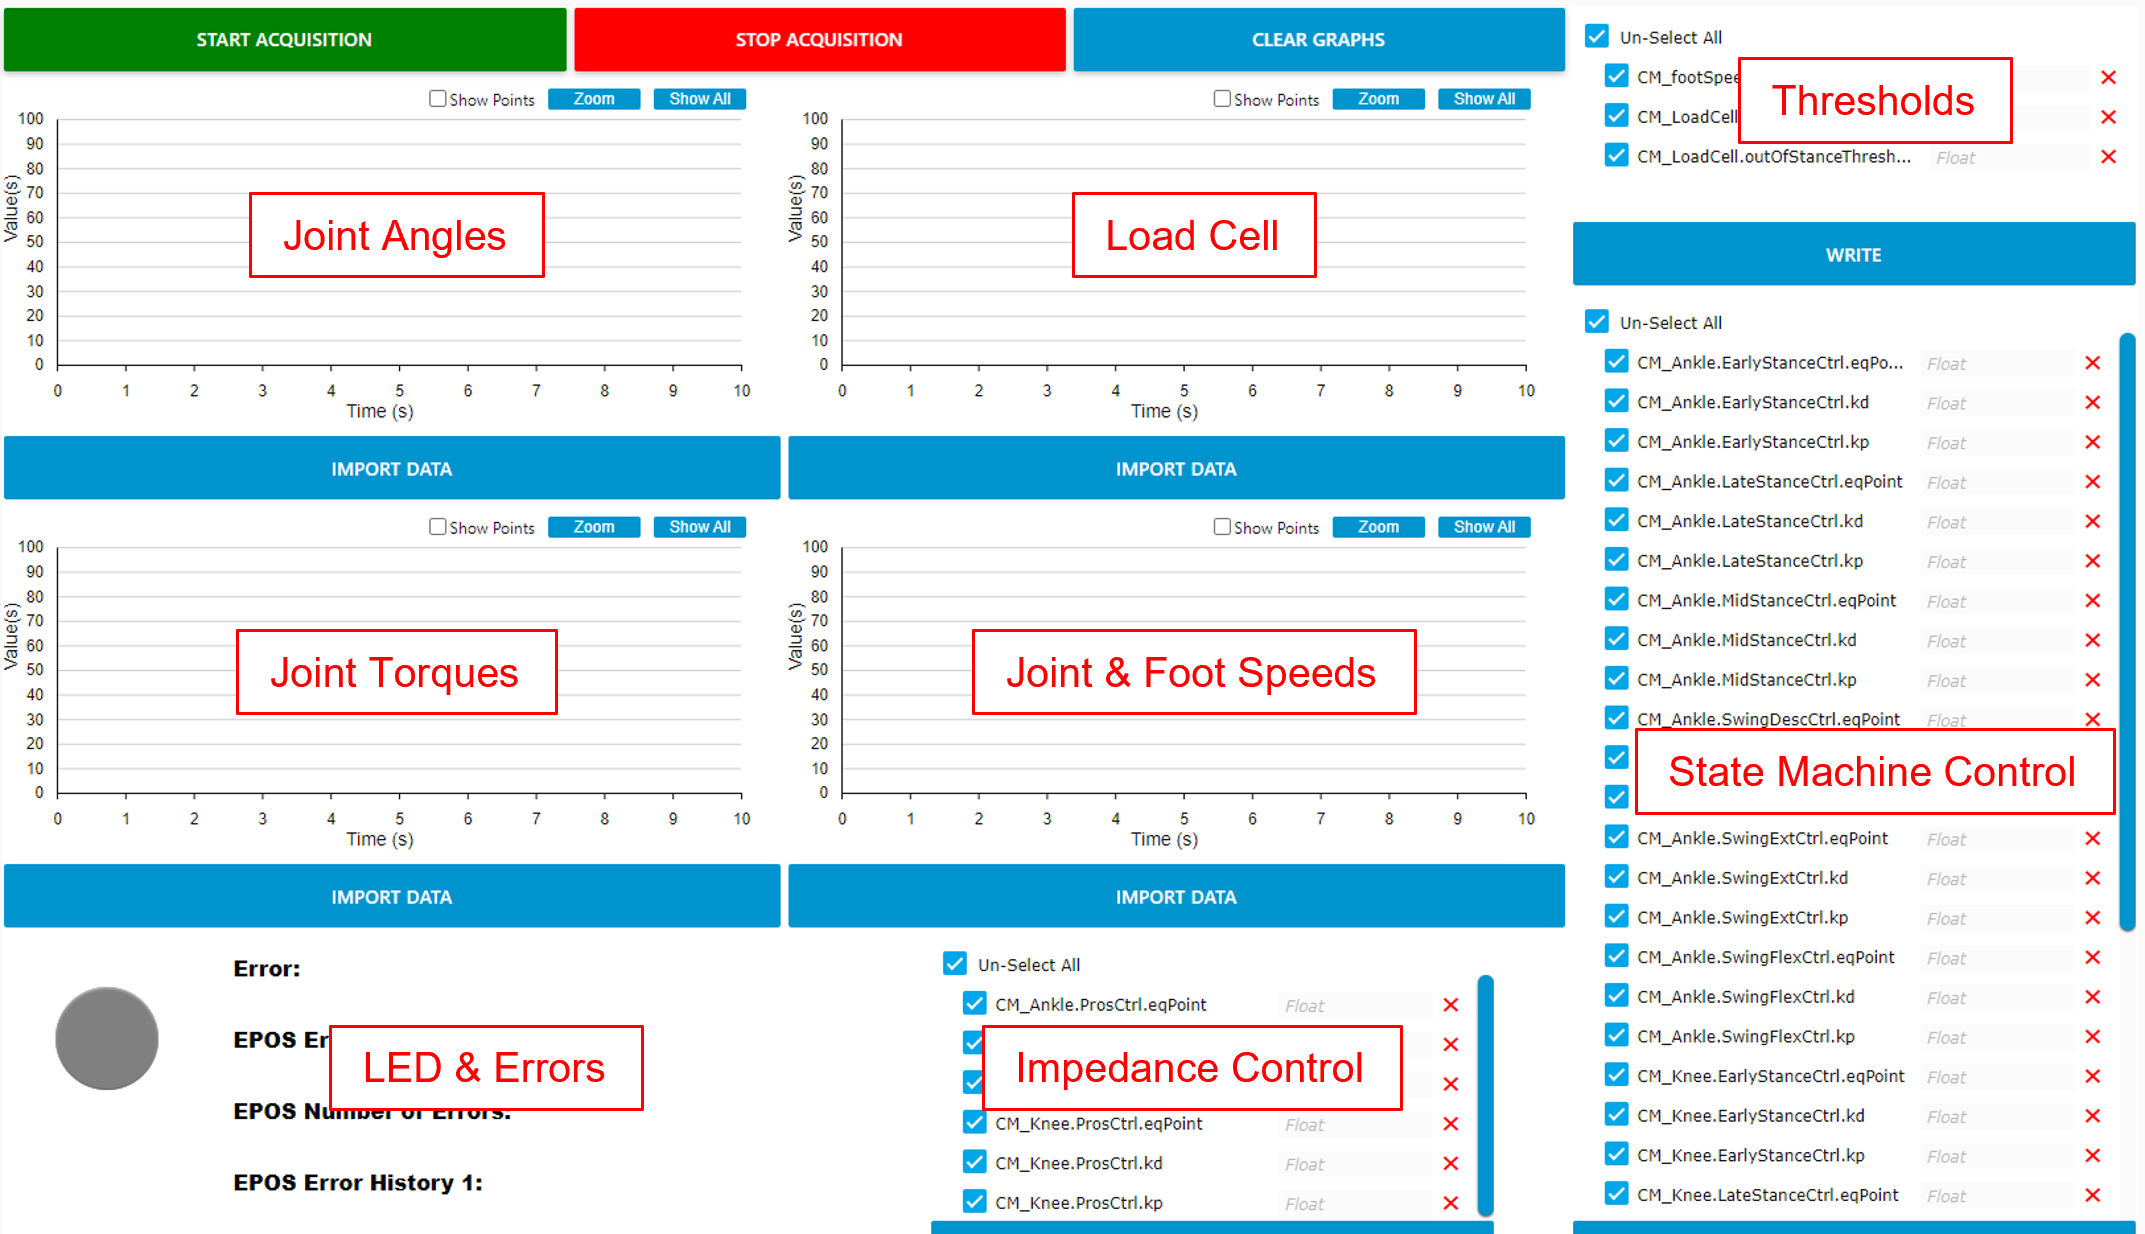 START ACQUISITION
STOP ACQUISITION
CLEAR GRAPHS
Show Points Zoom Show All
100
90
80
70
60
50
40
30
20
10
0
Value(s)
0 1 2 3 4 5 6 7 8 9 10
Time (s)
Joint Angles
IMPORT DATA
Show Points Zoom Show All
100
90
80
70
60
50
40
30
20
10
0
Value(s)
0 1 2 3 4 5 6 7 8 9 10
Time (s)
Load Cell
IMPORT DATA
Show Points Zoom Show All
100
90
80
70
60
50
40
30
20
10
0
Value(s)
0 1 2 3 4 5 6 7 8 9 10
Time (s)
Joint Torques
IMPORT DATA
Show Points Zoom Show All
100
90
80
70
60
50
40
30
20
10
0
Value(s)
0 1 2 3 4 5 6 7 8 9 10
Time (s)
Joint & Foot Speeds
IMPORT DATA
Error:
EPOS Er
LED & Errors
EPOS Number of Errors:
EPOS Error History 1:
Un-Select All
CM_Ankle.ProsCtrl.eqPoint Float
Impedance Control
CM_Knee.ProsCtrl.eqPoint Float
CM_Knee.ProsCtrl.kd Float
CM_Knee.ProsCtrl.kp Float
Un-Select All
CM_footSpee
Thresholds
CM_LoadCell
CM_LoadCell.outOfStanceThresh... Float
WRITE
Un-Select All
CM_Ankle.EarlyStanceCtrl.eqPo... Float
CM_Ankle.EarlyStanceCtrl.kd Float
CM_Ankle.EarlyStanceCtrl.kp Float
CM_Ankle.LateStanceCtrl.eqPoint Float
CM_Ankle.LateStanceCtrl.kd Float
CM_Ankle.LateStanceCtrl.kp Float
CM_Ankle.MidStanceCtrl.eqPoint Float
CM_Ankle.MidStanceCtrl.kd Float
CM_Ankle.MidStanceCtrl.kp Float
CM_Ankle.SwingDescCtrl.eqPoint Float
State Machine Control
CM_Ankle.SwingExtCtrl.eqPoint Float
CM_Ankle.SwingExtCtrl.kd Float
CM_Ankle.SwingExtCtrl.kp Float
CM_Ankle.SwingFlexCtrl.eqPoint Float
CM_Ankle.SwingFlexCtrl.kd Float
CM_Ankle.SwingFlexCtrl.kp Float
CM_Knee.EarlyStanceCtrl.eqPoint Float
CM_Knee.EarlyStanceCtrl.kd Float
CM_Knee.EarlyStanceCtrl.kp Float
CM_Knee.LateStanceCtrl.eqPoint Float